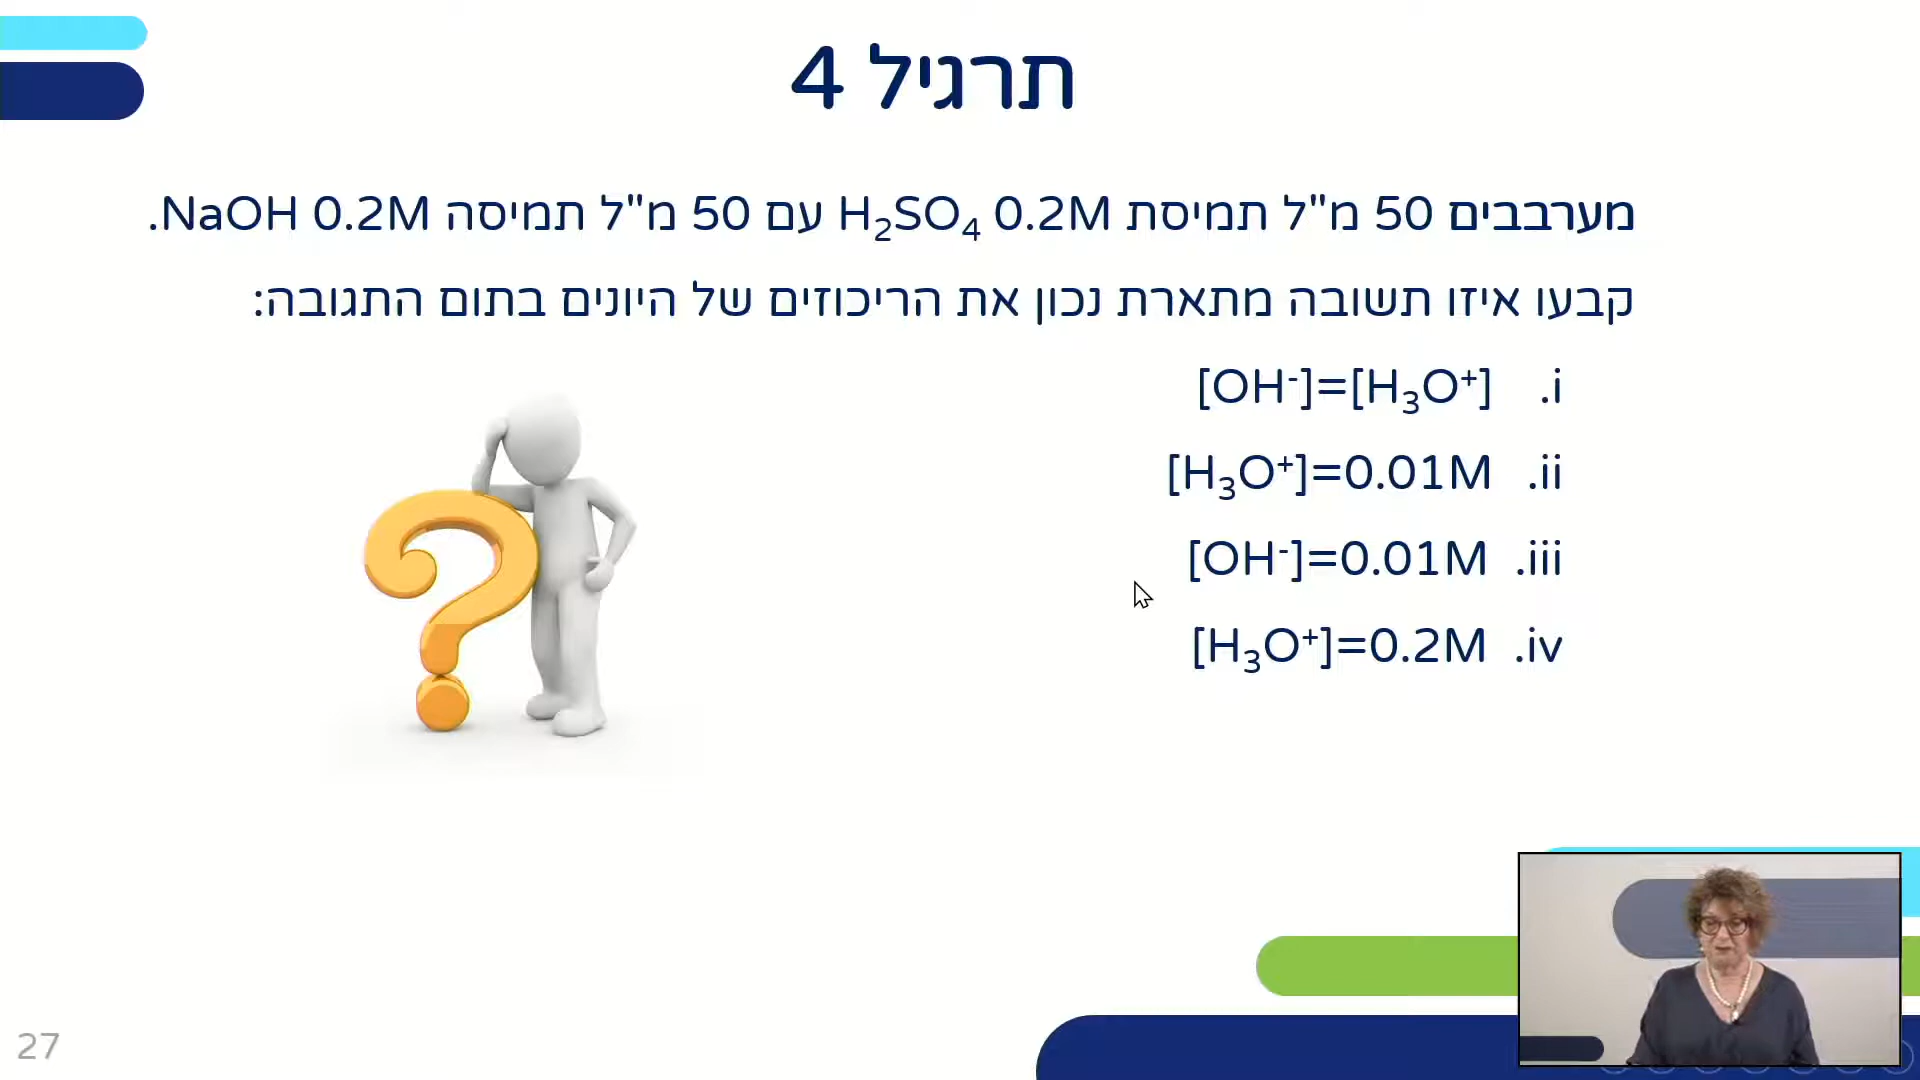 תרגיל 4
מערבבים 50 מ"ל תמיסת H₂SO₄ 0.2M עם 50 מ"ל תמיסה NaOH 0.2M.
קבעו איזו תשובה מתארת נכון את הריכוזים של היונים בתום התגובה:
i. [OH⁻]=[H₃O⁺]
ii. [H₃O⁺]=0.01M
iii. [OH⁻]=0.01M
iv. [H₃O⁺]=0.2M
27